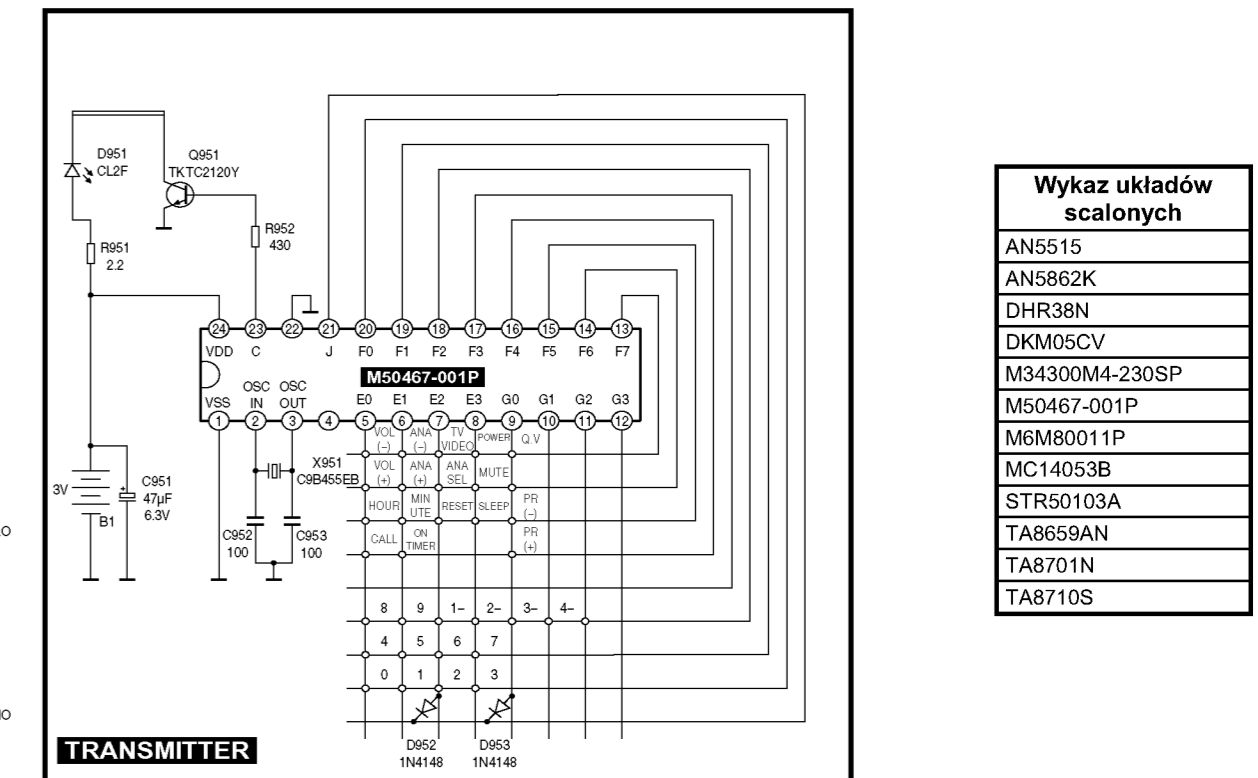 D951
CL2F
Q951
TKTC2120Y
R952
430
R951
2.2
24 23 22 21 20 19 18 17 16 15 14 13
VDD C J F0 F1 F2 F3 F4 F5 F6 F7
M50467-001P
OSC OSC
VSS IN OUT E0 E1 E2 E3 G0 G1 G2 G3
1 2 3 4 5 6 7 8 9 10 11 12
VOL (–) ANA (–) TV VIDEO POWER Q.V
X951
C9B455EB
VOL (+) ANA (+) ANA SEL MUTE
HOUR MIN UTE RESET SLEEP PR (–)
CALL ON TIMER PR (+)
3V
B1
C951
47µF
6.3V
C952
100
C953
100
8 9 1– 2– 3– 4–
4 5 6 7
0 1 2 3
D952
1N4148
D953
1N4148
TRANSMITTER
Wykaz układów
scalonych
AN5515
AN5862K
DHR38N
DKM05CV
M34300M4-230SP
M50467-001P
M6M80011P
MC14053B
STR50103A
TA8659AN
TA8701N
TA8710S